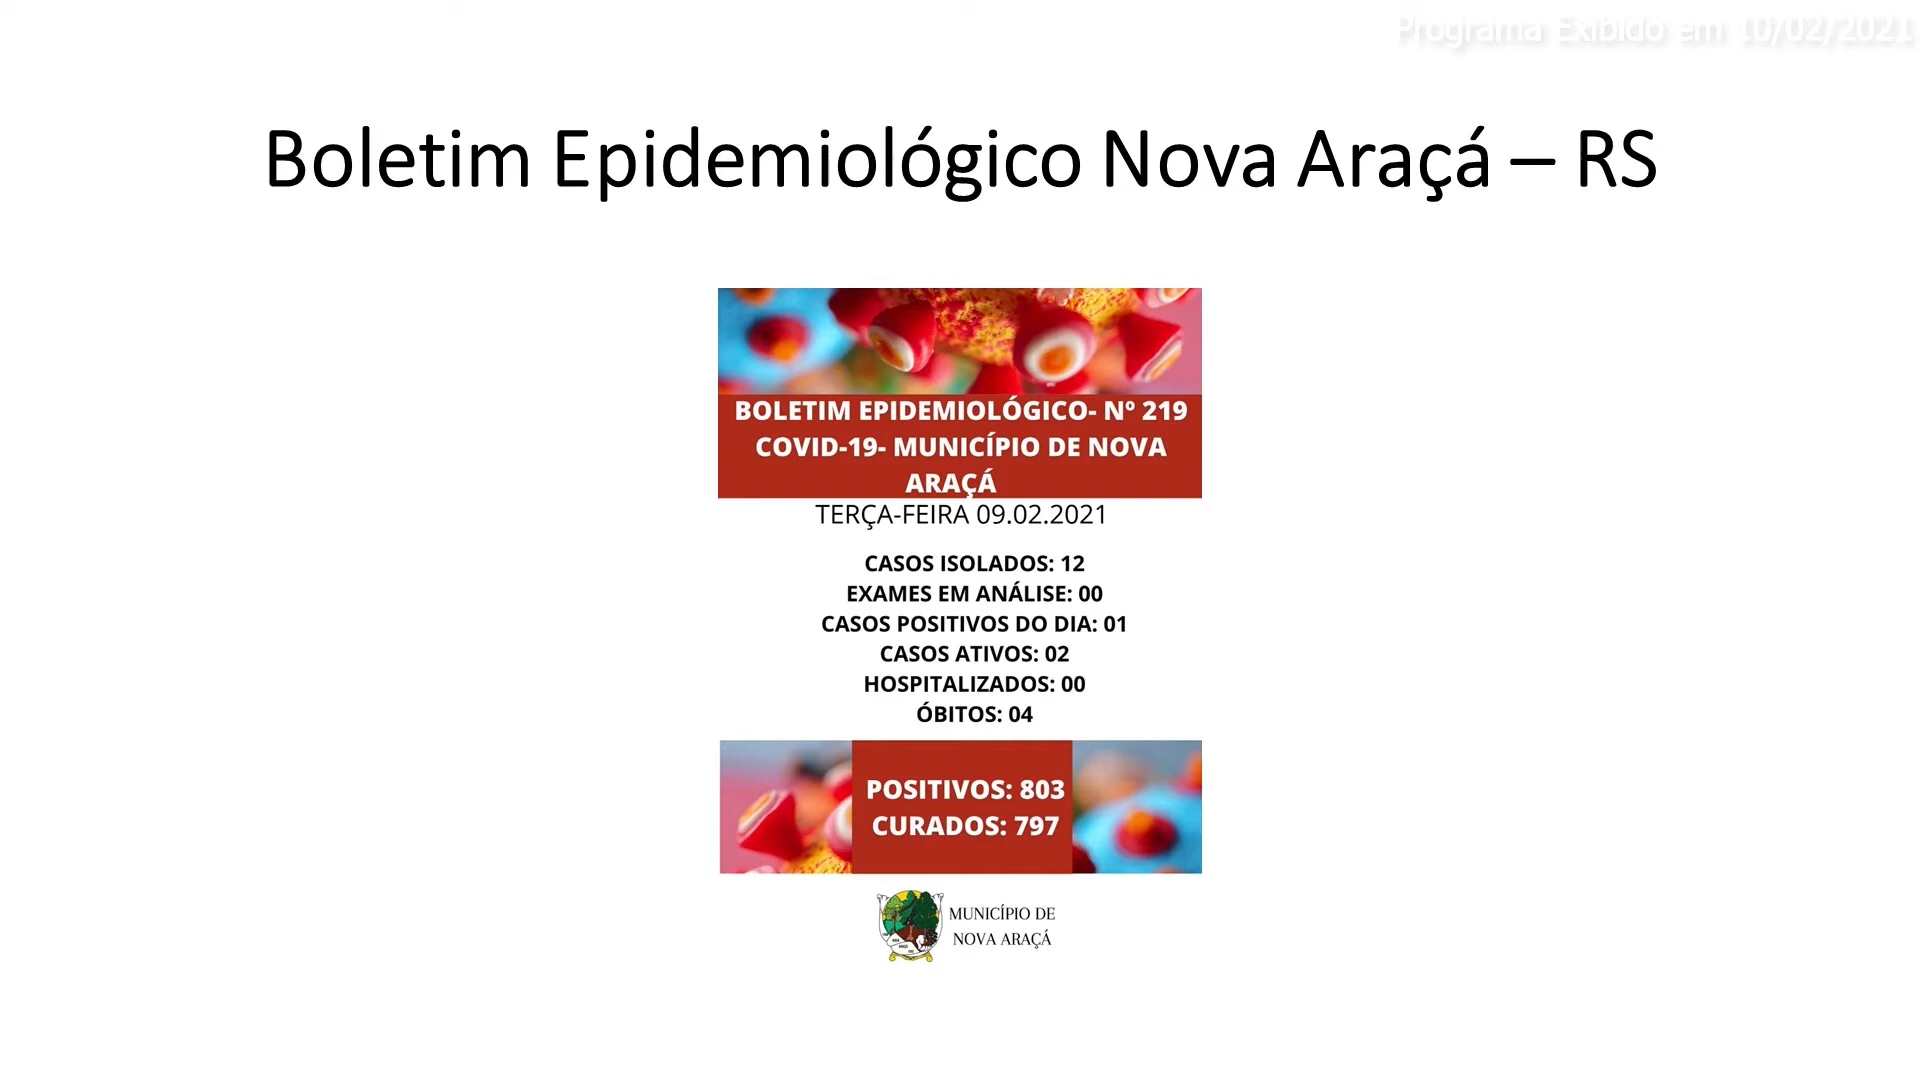 Programa Exibido em 10/02/2021
Boletim Epidemiológico Nova Araçá – RS
BOLETIM EPIDEMIOLÓGICO- Nº 219
COVID-19- MUNICÍPIO DE NOVA
ARAÇÁ
TERÇA-FEIRA 09.02.2021
CASOS ISOLADOS: 12
EXAMES EM ANÁLISE: 00
CASOS POSITIVOS DO DIA: 01
CASOS ATIVOS: 02
HOSPITALIZADOS: 00
ÓBITOS: 04
POSITIVOS: 803
CURADOS: 797
MUNICÍPIO DE
NOVA ARAÇÁ